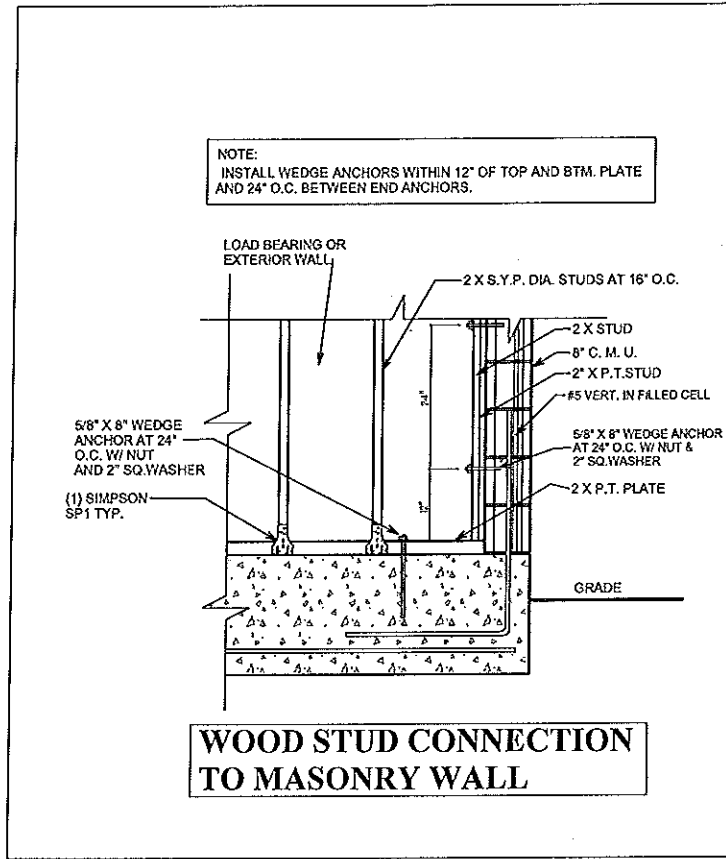 NOTE:
INSTALL WEDGE ANCHORS WITHIN 12" OF TOP AND BTM. PLATE
AND 24" O.C. BETWEEN END ANCHORS.
LOAD BEARING OR
EXTERIOR WALL
2 X S.Y.P. DIA. STUDS AT 16" O.C.
2 X STUD
8" C.M.U.
2" X P.T.STUD
#5 VERT. IN FILLED CELL
5/8" X 8" WEDGE ANCHOR
AT 24" O.C. W/ NUT &
2" SQ.WASHER
2 X P.T. PLATE
5/8" X 8" WEDGE
ANCHOR AT 24"
O.C. W/ NUT
AND 2" SQ.WASHER
(1) SIMPSON
SP1 TYP.
24"
12"
GRADE
WOOD STUD CONNECTION
TO MASONRY WALL